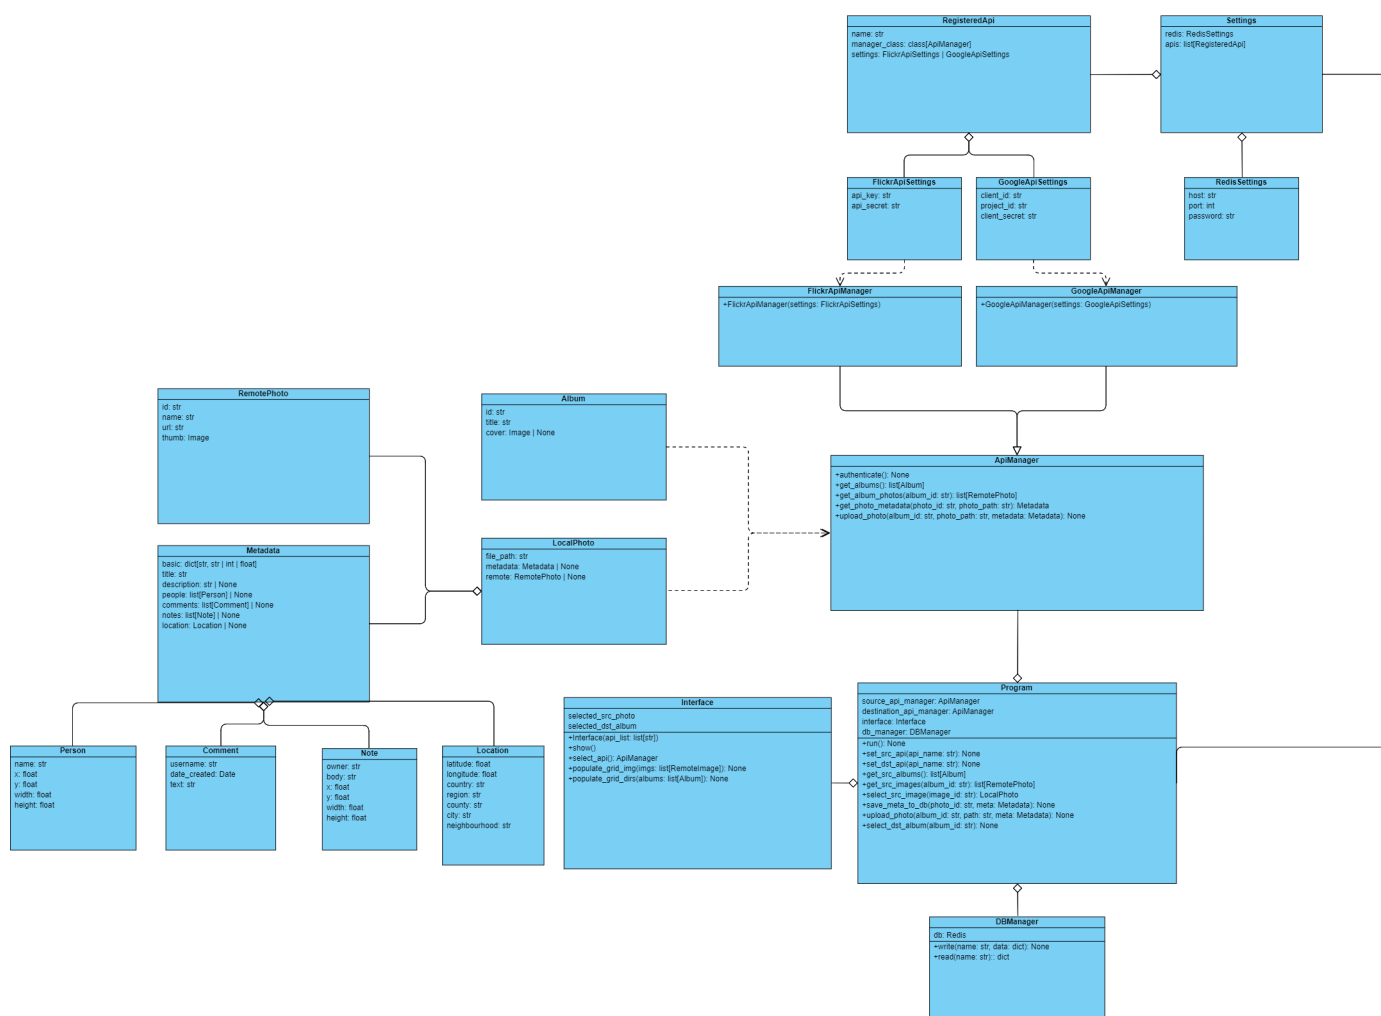 RegisteredApi
name: str
manager_class: class[ApiManager]
settings: FlickrApiSettings | GoogleApiSettings
Settings
redis: RedisSettings
apis: list[RegisteredApi]
FlickrApiSettings
api_key: str
api_secret: str
GoogleApiSettings
client_id: str
project_id: str
client_secret: str
RedisSettings
host: str
port: int
password: str
FlickrApiManager
+FlickrApiManager(settings: FlickrApiSettings)
GoogleApiManager
+GoogleApiManager(settings: GoogleApiSettings)
RemotePhoto
id: str
name: str
url: str
thumb: Image
Album
id: str
title: str
cover: Image | None
ApiManager
+authenticate(): None
+get_albums(): list[Album]
+get_album_photos(album_id: str): list[RemotePhoto]
+get_photo_metadata(photo_id: str, photo_path: str): Metadata
+upload_photo(album_id: str, photo_path: str, metadata: Metadata): None
Metadata
basic: dict[str, str | int | float]
title: str
description: str | None
people: list[Person] | None
comments: list[Comment] | None
notes: list[Note] | None
location: Location | None
LocalPhoto
file_path: str
metadata: Metadata | None
remote: RemotePhoto | None
Person
name: str
x: float
y: float
width: float
height: float
Comment
username: str
date_created: Date
text: str
Note
owner: str
body: str
x: float
y: float
width: float
height: float
Location
latitude: float
longitude: float
country: str
region: str
county: str
city: str
neighbourhood: str
Interface
selected_src_photo
selected_dst_album
+Interface(api_list: list[str])
+show()
+select_api(): ApiManager
+populate_grid_img(imgs: list[RemoteImage]): None
+populate_grid_dirs(albums: list[Album]): None
Program
source_api_manager: ApiManager
destination_api_manager: ApiManager
interface: Interface
db_manager: DBManager
+run(): None
+set_src_api(api_name: str): None
+set_dst_api(api_name: str): None
+get_src_albums(): list[Album]
+get_src_images(album_id: str): list[RemotePhoto]
+select_src_image(image_id: str): LocalPhoto
+save_meta_to_db(photo_id: str, meta: Metadata): None
+upload_photo(album_id: str, path: str, meta: Metadata): None
+select_dst_album(album_id: str): None
DBManager
db: Redis
+write(name: str, data: dict): None
+read(name: str):: dict